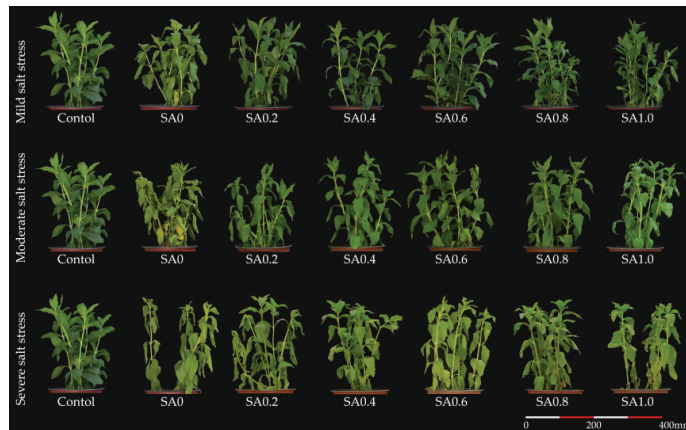 Mild salt stress
Contol SA0 SA0.2 SA0.4 SA0.6 SA0.8 SA1.0
Moderate salt stress
Contol SA0 SA0.2 SA0.4 SA0.6 SA0.8 SA1.0
Severe salt stress
Contol SA0 SA0.2 SA0.4 SA0.6 SA0.8 SA1.0
0 200 400mm